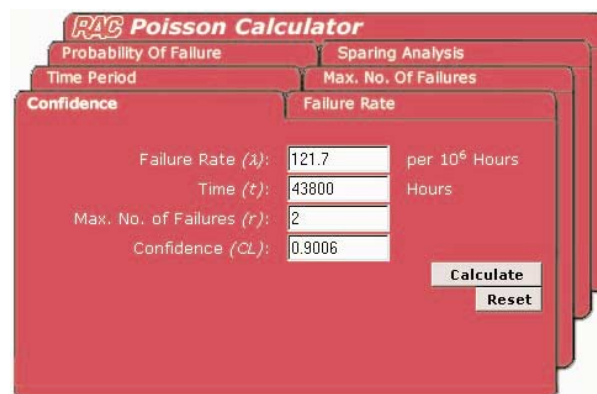 RAC Poisson Calculator
Probability Of Failure Sparing Analysis
Time Period Max. No. Of Failures
Confidence Failure Rate
Failure Rate (λ): 121.7 per 10⁶ Hours
Time (t): 43800 Hours
Max. No. of Failures (r): 2
Confidence (CL): 0.9006
Calculate
Reset